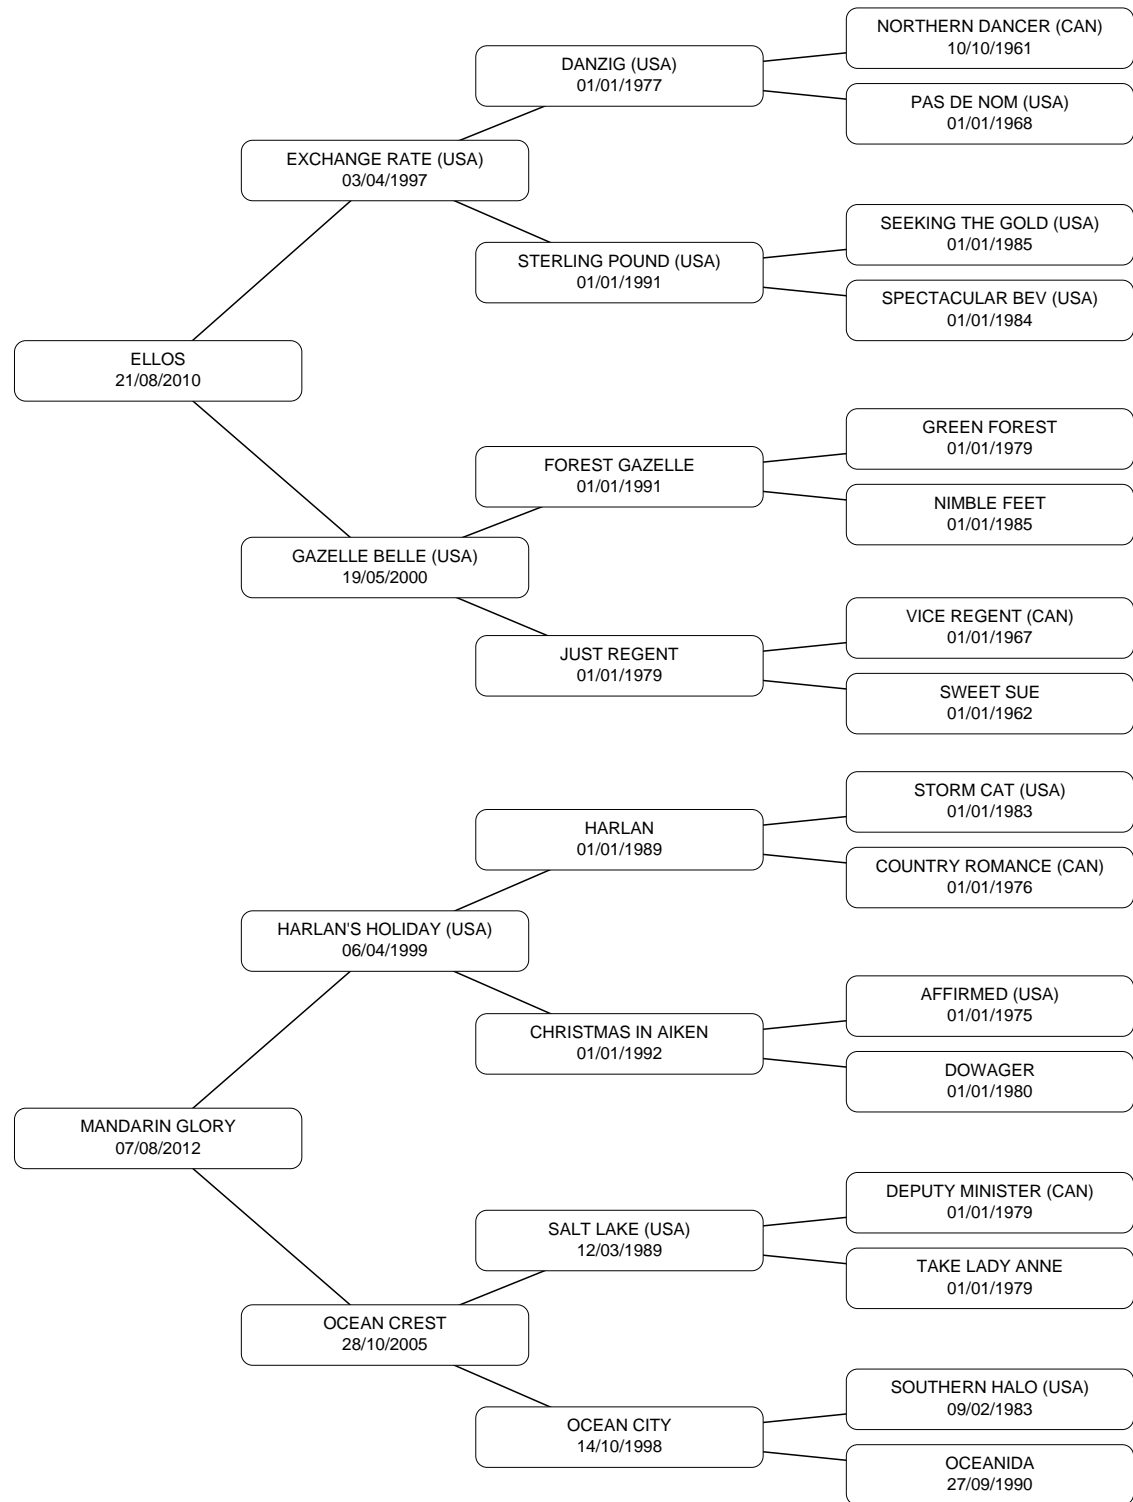 NORTHERN DANCER (CAN)
10/10/1961
DANZIG (USA)
01/01/1977
PAS DE NOM (USA)
01/01/1968
EXCHANGE RATE (USA)
03/04/1997
SEEKING THE GOLD (USA)
01/01/1985
STERLING POUND (USA)
01/01/1991
SPECTACULAR BEV (USA)
01/01/1984
ELLOS
21/08/2010
GREEN FOREST
01/01/1979
FOREST GAZELLE
01/01/1991
NIMBLE FEET
01/01/1985
GAZELLE BELLE (USA)
19/05/2000
VICE REGENT (CAN)
01/01/1967
JUST REGENT
01/01/1979
SWEET SUE
01/01/1962
STORM CAT (USA)
01/01/1983
HARLAN
01/01/1989
COUNTRY ROMANCE (CAN)
01/01/1976
HARLAN'S HOLIDAY (USA)
06/04/1999
AFFIRMED (USA)
01/01/1975
CHRISTMAS IN AIKEN
01/01/1992
DOWAGER
01/01/1980
MANDARIN GLORY
07/08/2012
DEPUTY MINISTER (CAN)
01/01/1979
SALT LAKE (USA)
12/03/1989
TAKE LADY ANNE
01/01/1979
OCEAN CREST
28/10/2005
SOUTHERN HALO (USA)
09/02/1983
OCEAN CITY
14/10/1998
OCEANIDA
27/09/1990